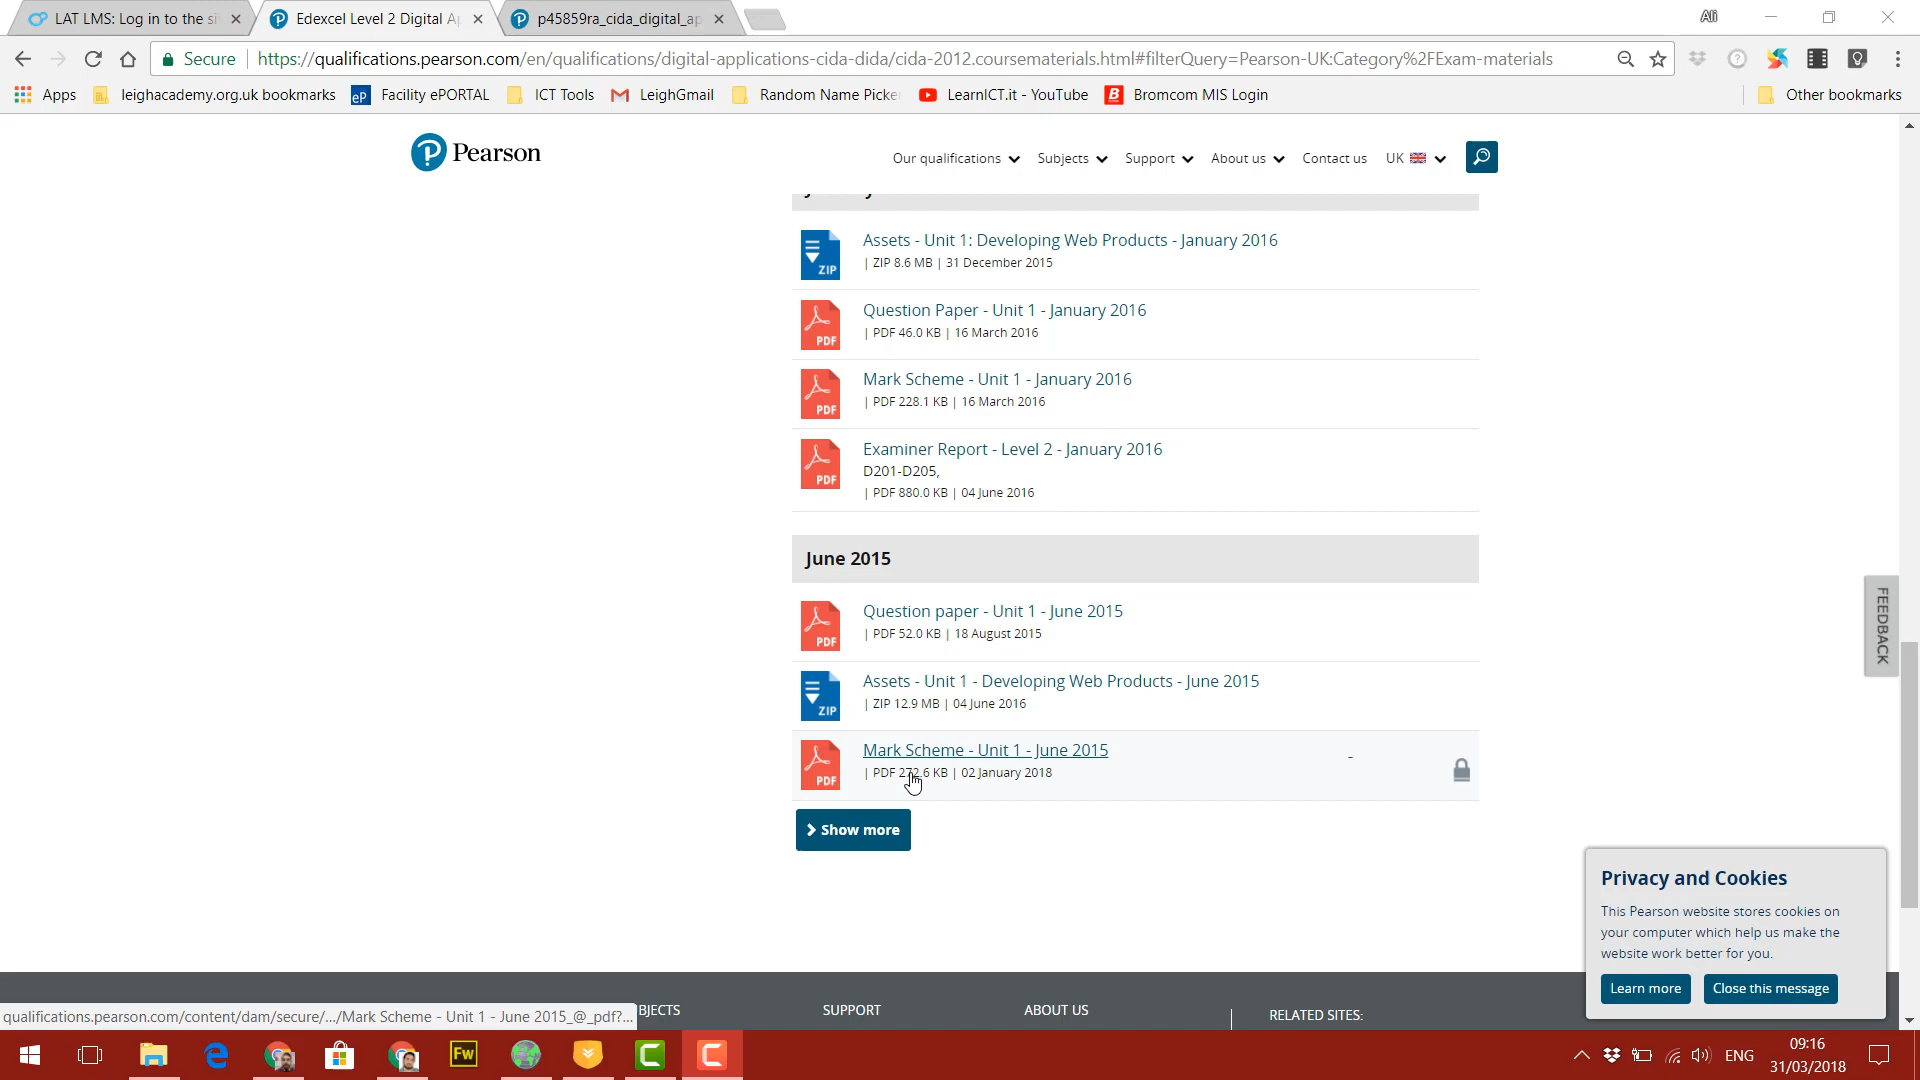 LAT LMS: Log in to the si
Edexcel Level 2 Digital A
p45859ra_cida_digital_ap
Ali
Secure
https://qualifications.pearson.com/en/qualifications/digital-applications-cida-dida/cida-2012.coursematerials.html#filterQuery=Pearson-UK:Category%2FExam-materials
Apps
leighacademy.org.uk bookmarks
eP
Facility ePORTAL
ICT Tools
LeighGmail
Random Name Picke
LearnICT.it - YouTube
B
Bromcom MIS Login
Other bookmarks
Pearson
Our qualifications
Subjects
Support
About us
Contact us
UK
ZIP
Assets - Unit 1: Developing Web Products - January 2016
| ZIP 8.6 MB | 31 December 2015
PDF
Question Paper - Unit 1 - January 2016
| PDF 46.0 KB | 16 March 2016
PDF
Mark Scheme - Unit 1 - January 2016
| PDF 228.1 KB | 16 March 2016
PDF
Examiner Report - Level 2 - January 2016
D201-D205,
| PDF 880.0 KB | 04 June 2016
June 2015
PDF
Question paper - Unit 1 - June 2015
| PDF 52.0 KB | 18 August 2015
ZIP
Assets - Unit 1 - Developing Web Products - June 2015
| ZIP 12.9 MB | 04 June 2016
PDF
Mark Scheme - Unit 1 - June 2015
| PDF 272.6 KB | 02 January 2018
-
Show more
FEEDBACK
Privacy and Cookies
This Pearson website stores cookies on
your computer which help us make the
website work better for you.
Learn more
Close this message
BJECTS
SUPPORT
ABOUT US
RELATED SITES:
qualifications.pearson.com/content/dam/secure/.../Mark Scheme - Unit 1 - June 2015_@_pdf?...
Fw
ENG
09:16
31/03/2018